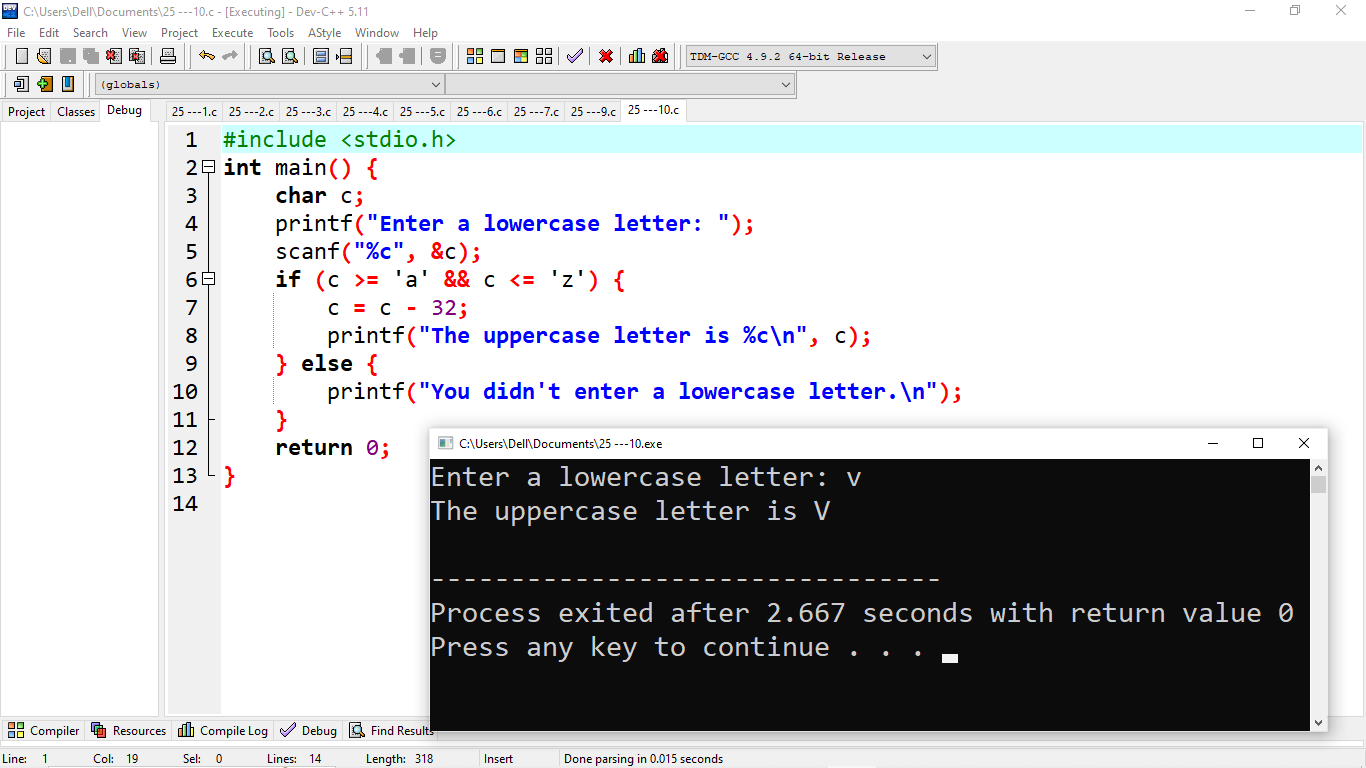 C:\Users\Dell\Documents\25 ---10.c - [Executing] - Dev-C++ 5.11
File Edit Search View Project Execute Tools AStyle Window Help
TDM-GCC 4.9.2 64-bit Release
(globals)
Project Classes Debug
25 ---1.c 25 ---2.c 25 ---3.c 25 ---4.c 25 ---5.c 25 ---6.c 25 ---7.c 25 ---9.c 25 ---10.c
1 #include <stdio.h>
2 int main() {
3 char c;
4 printf("Enter a lowercase letter: ");
5 scanf("%c", &c);
6 if (c >= 'a' && c <= 'z') {
7 c = c - 32;
8 printf("The uppercase letter is %c\n", c);
9 } else {
10 printf("You didn't enter a lowercase letter.\n");
11 }
12 return 0;
13 }
14
C:\Users\Dell\Documents\25 ---10.exe
Enter a lowercase letter: v
The uppercase letter is V
--------------------------------
Process exited after 2.667 seconds with return value 0
Press any key to continue . . .
Compiler Resources Compile Log Debug Find Results
Line: 1 Col: 19 Sel: 0 Lines: 14 Length: 318 Insert Done parsing in 0.015 seconds